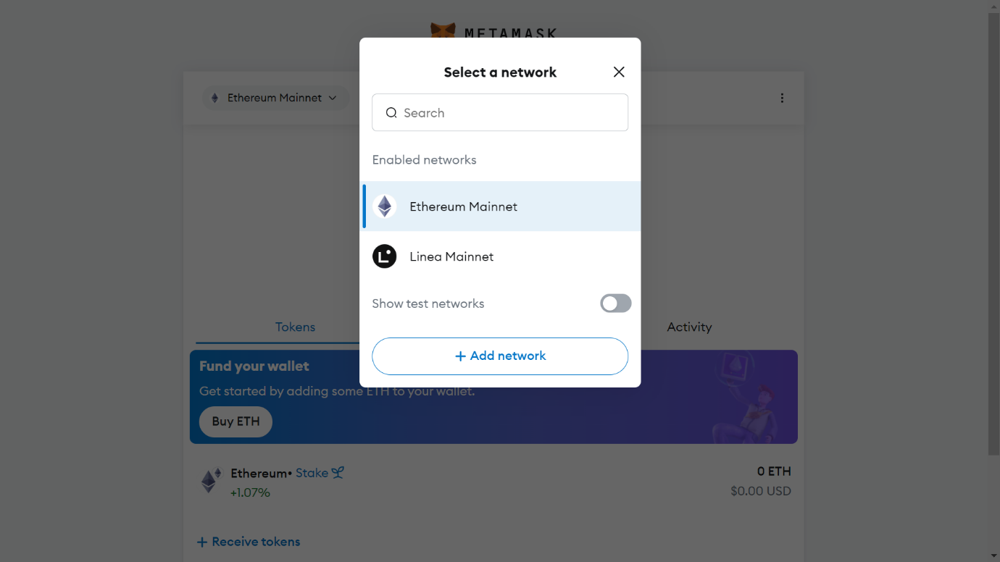 METAMASK
Select a network
Ethereum Mainnet
Search
Enabled networks
Ethereum Mainnet
Linea Mainnet
Show test networks
Tokens
Activity
+ Add network
Fund your wallet
Get started by adding some ETH to your wallet.
Buy ETH
Ethereum• Stake
0 ETH
+1.07%
$0.00 USD
+ Receive tokens